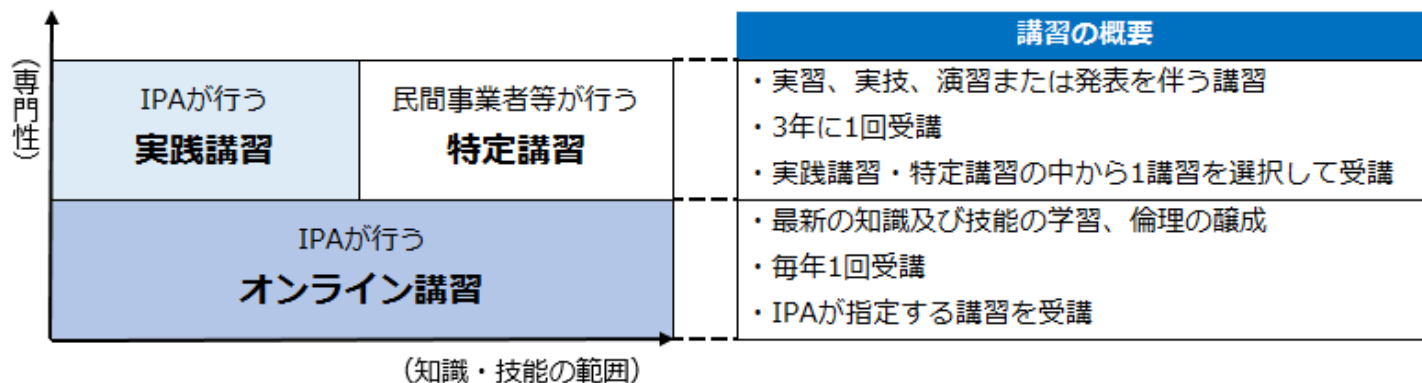 (専門性)
IPAが行う
実践講習
民間事業者等が行う
特定講習
IPAが行う
オンライン講習
(知識・技能の範囲)
講習の概要
・実習、実技、演習または発表を伴う講習
・3年に1回受講
・実践講習・特定講習の中から1講習を選択して受講
・最新の知識及び技能の学習、倫理の醸成
・毎年1回受講
・IPAが指定する講習を受講